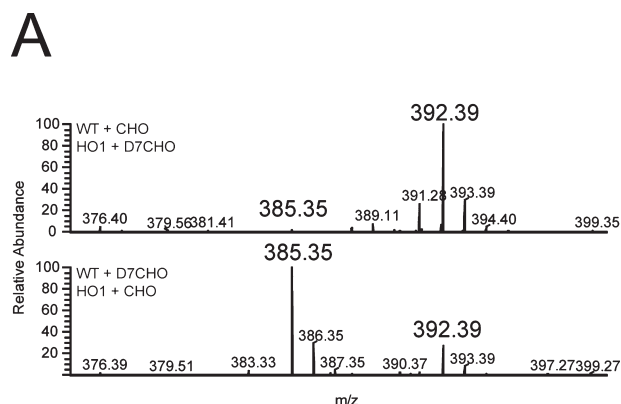 A
392.39
100
WT + CHO
HO1 + D7CHO
80
60
40
391.28 393.39
385.35
20
376.40 379.56 381.41 389.11 394.40 399.35
0
Relative Abundance
385.35
100
WT + D7CHO
HO1 + CHO
80
60
40
386.35 392.39
20
376.39 379.51 383.33 387.35 390.37 393.39 397.27 399.27
m/z